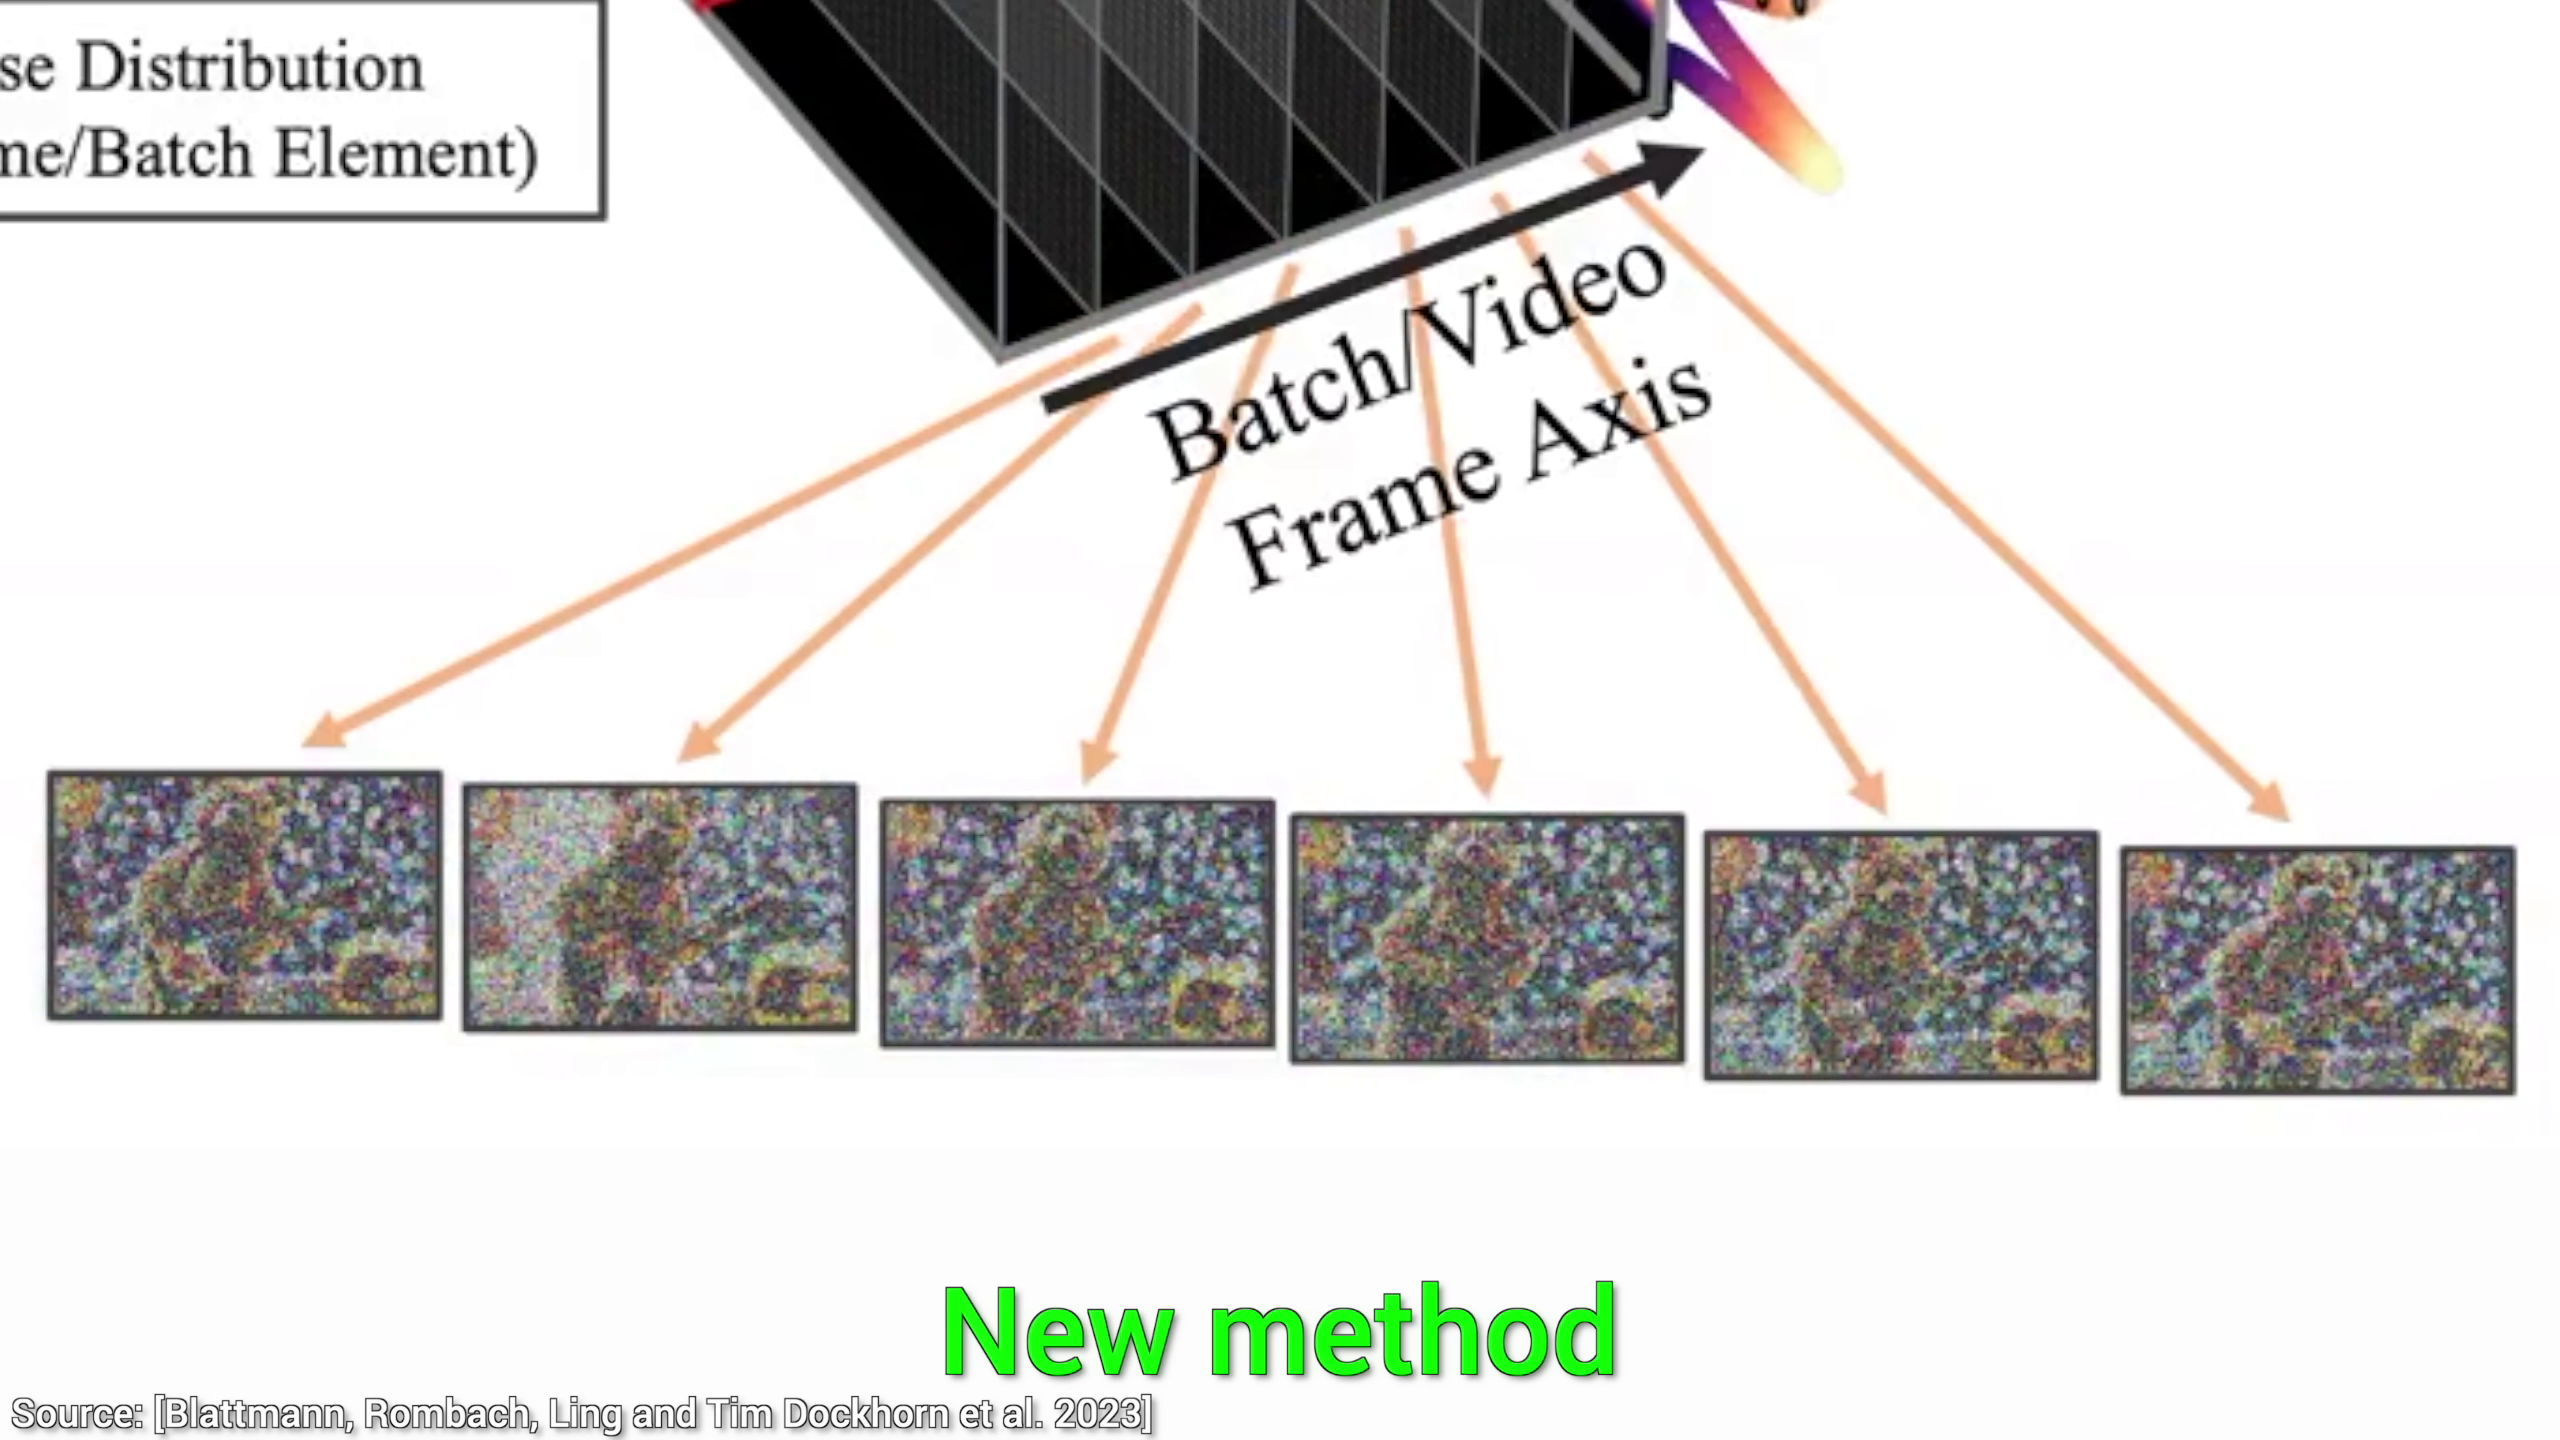 se Distribution
me/Batch Element)
Batch/Video
Frame Axis
New method
Source: [Blattmann, Rombach, Ling and Tim Dockhorn et al. 2023]